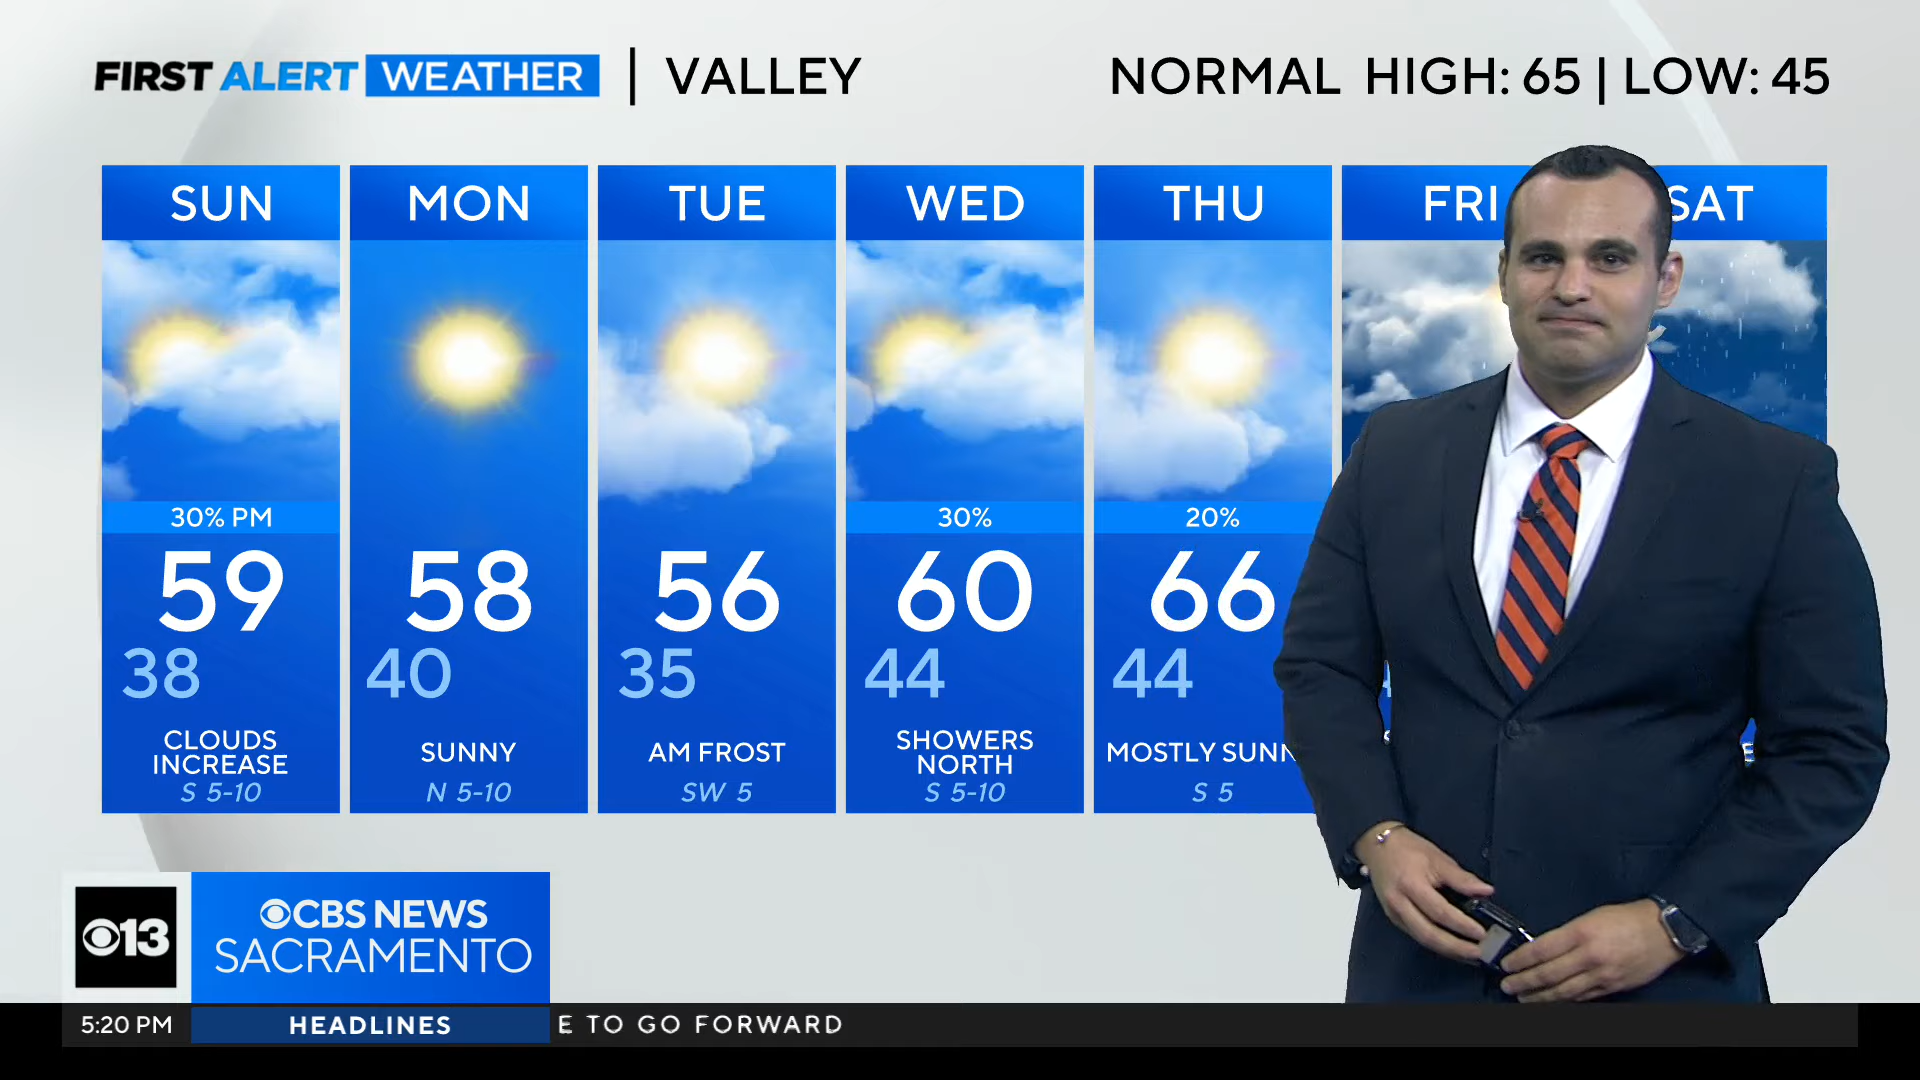 FIRST ALERT WEATHER | VALLEY
NORMAL HIGH: 65 | LOW: 45
SUN
MON
TUE
WED
THU
FRI
SAT
30% PM
30%
20%
59
58
56
60
66
38
40
35
44
44
CLOUDS
INCREASE
SUNNY
AM FROST
SHOWERS
NORTH
MOSTLY SUNN
S 5-10
N 5-10
SW 5
S 5-10
S 5
13
CBS NEWS
SACRAMENTO
5:20 PM
HEADLINES
E TO GO FORWARD